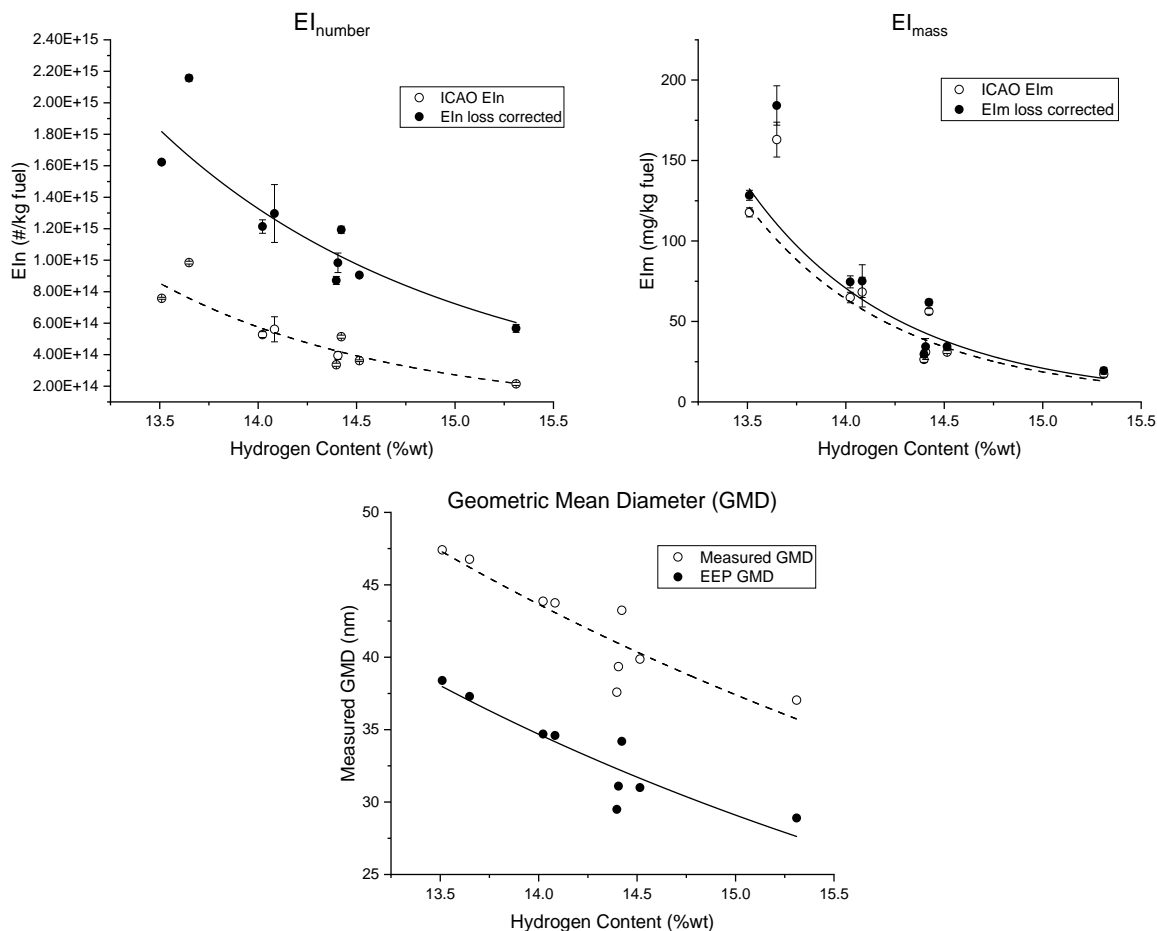 EInumber
2.40E+15
2.20E+15
2.00E+15
1.80E+15
1.60E+15
1.40E+15
1.20E+15
1.00E+15
8.00E+14
6.00E+14
4.00E+14
2.00E+14
EIn (#/kg fuel)
ICAO EIn
EIn loss corrected
13.5
14.0
14.5
15.0
15.5
Hydrogen Content (%wt)
EImass
200
150
100
50
0
EIm (mg/kg fuel)
ICAO EIm
EIm loss corrected
13.5
14.0
14.5
15.0
15.5
Hydrogen Content (%wt)
Geometric Mean Diameter (GMD)
50
45
40
35
30
25
Measured GMD (nm)
Measured GMD
EEP GMD
13.5
14.0
14.5
15.0
15.5
Hydrogen Content (%wt)